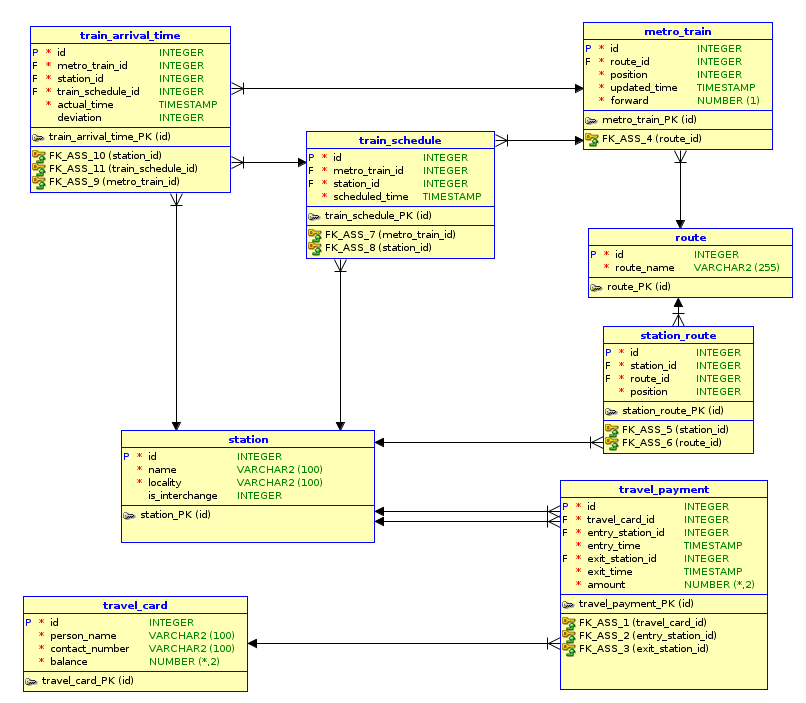 train_arrival_time
P * id INTEGER
F * metro_train_id INTEGER
F * station_id INTEGER
F * train_schedule_id INTEGER
* actual_time TIMESTAMP
deviation INTEGER
train_arrival_time_PK (id)
FK_ASS_10 (station_id)
FK_ASS_11 (train_schedule_id)
FK_ASS_9 (metro_train_id)
metro_train
P * id INTEGER
F * route_id INTEGER
* position INTEGER
* updated_time TIMESTAMP
* forward NUMBER (1)
metro_train_PK (id)
FK_ASS_4 (route_id)
train_schedule
P * id INTEGER
F * metro_train_id INTEGER
F * station_id INTEGER
* scheduled_time TIMESTAMP
train_schedule_PK (id)
FK_ASS_7 (metro_train_id)
FK_ASS_8 (station_id)
route
P * id INTEGER
* route_name VARCHAR2 (255)
route_PK (id)
station_route
P * id INTEGER
F * station_id INTEGER
F * route_id INTEGER
* position INTEGER
station_route_PK (id)
FK_ASS_5 (station_id)
FK_ASS_6 (route_id)
station
P * id INTEGER
* name VARCHAR2 (100)
* locality VARCHAR2 (100)
is_interchange INTEGER
station_PK (id)
travel_payment
P * id INTEGER
F * travel_card_id INTEGER
F * entry_station_id INTEGER
* entry_time TIMESTAMP
F * exit_station_id INTEGER
* exit_time TIMESTAMP
* amount NUMBER (*,2)
travel_payment_PK (id)
FK_ASS_1 (travel_card_id)
FK_ASS_2 (entry_station_id)
FK_ASS_3 (exit_station_id)
travel_card
P * id INTEGER
* person_name VARCHAR2 (100)
* contact_number VARCHAR2 (100)
* balance NUMBER (*,2)
travel_card_PK (id)